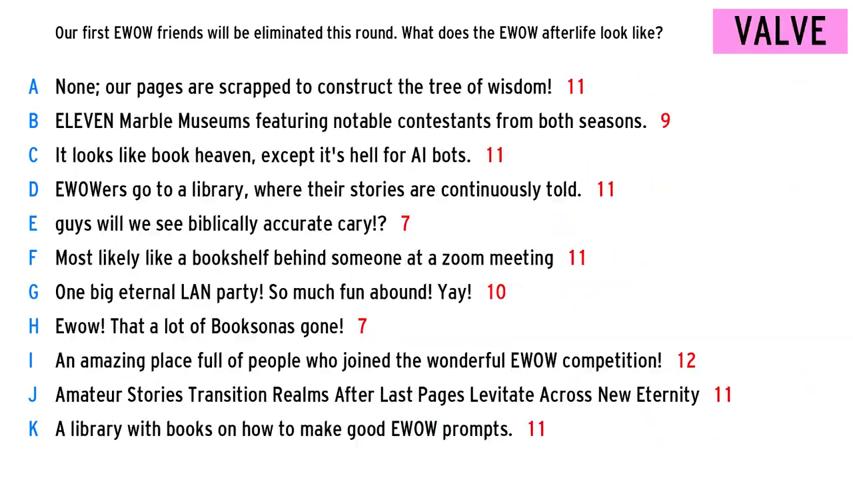 Our first EWOW friends will be eliminated this round. What does the EWOW afterlife look like?
VALVE
A None; our pages are scrapped to construct the tree of wisdom! 11
B ELEVEN Marble Museums featuring notable contestants from both seasons. 9
C It looks like book heaven, except it's hell for AI bots. 11
D EWOWers go to a library, where their stories are continuously told. 11
E guys will we see biblically accurate cary!? 7
F Most likely like a bookshelf behind someone at a zoom meeting 11
G One big eternal LAN party! So much fun abound! Yay! 10
H Ewow! That a lot of Booksonas gone! 7
I An amazing place full of people who joined the wonderful EWOW competition! 12
J Amateur Stories Transition Realms After Last Pages Levitate Across New Eternity 11
K A library with books on how to make good EWOW prompts. 11